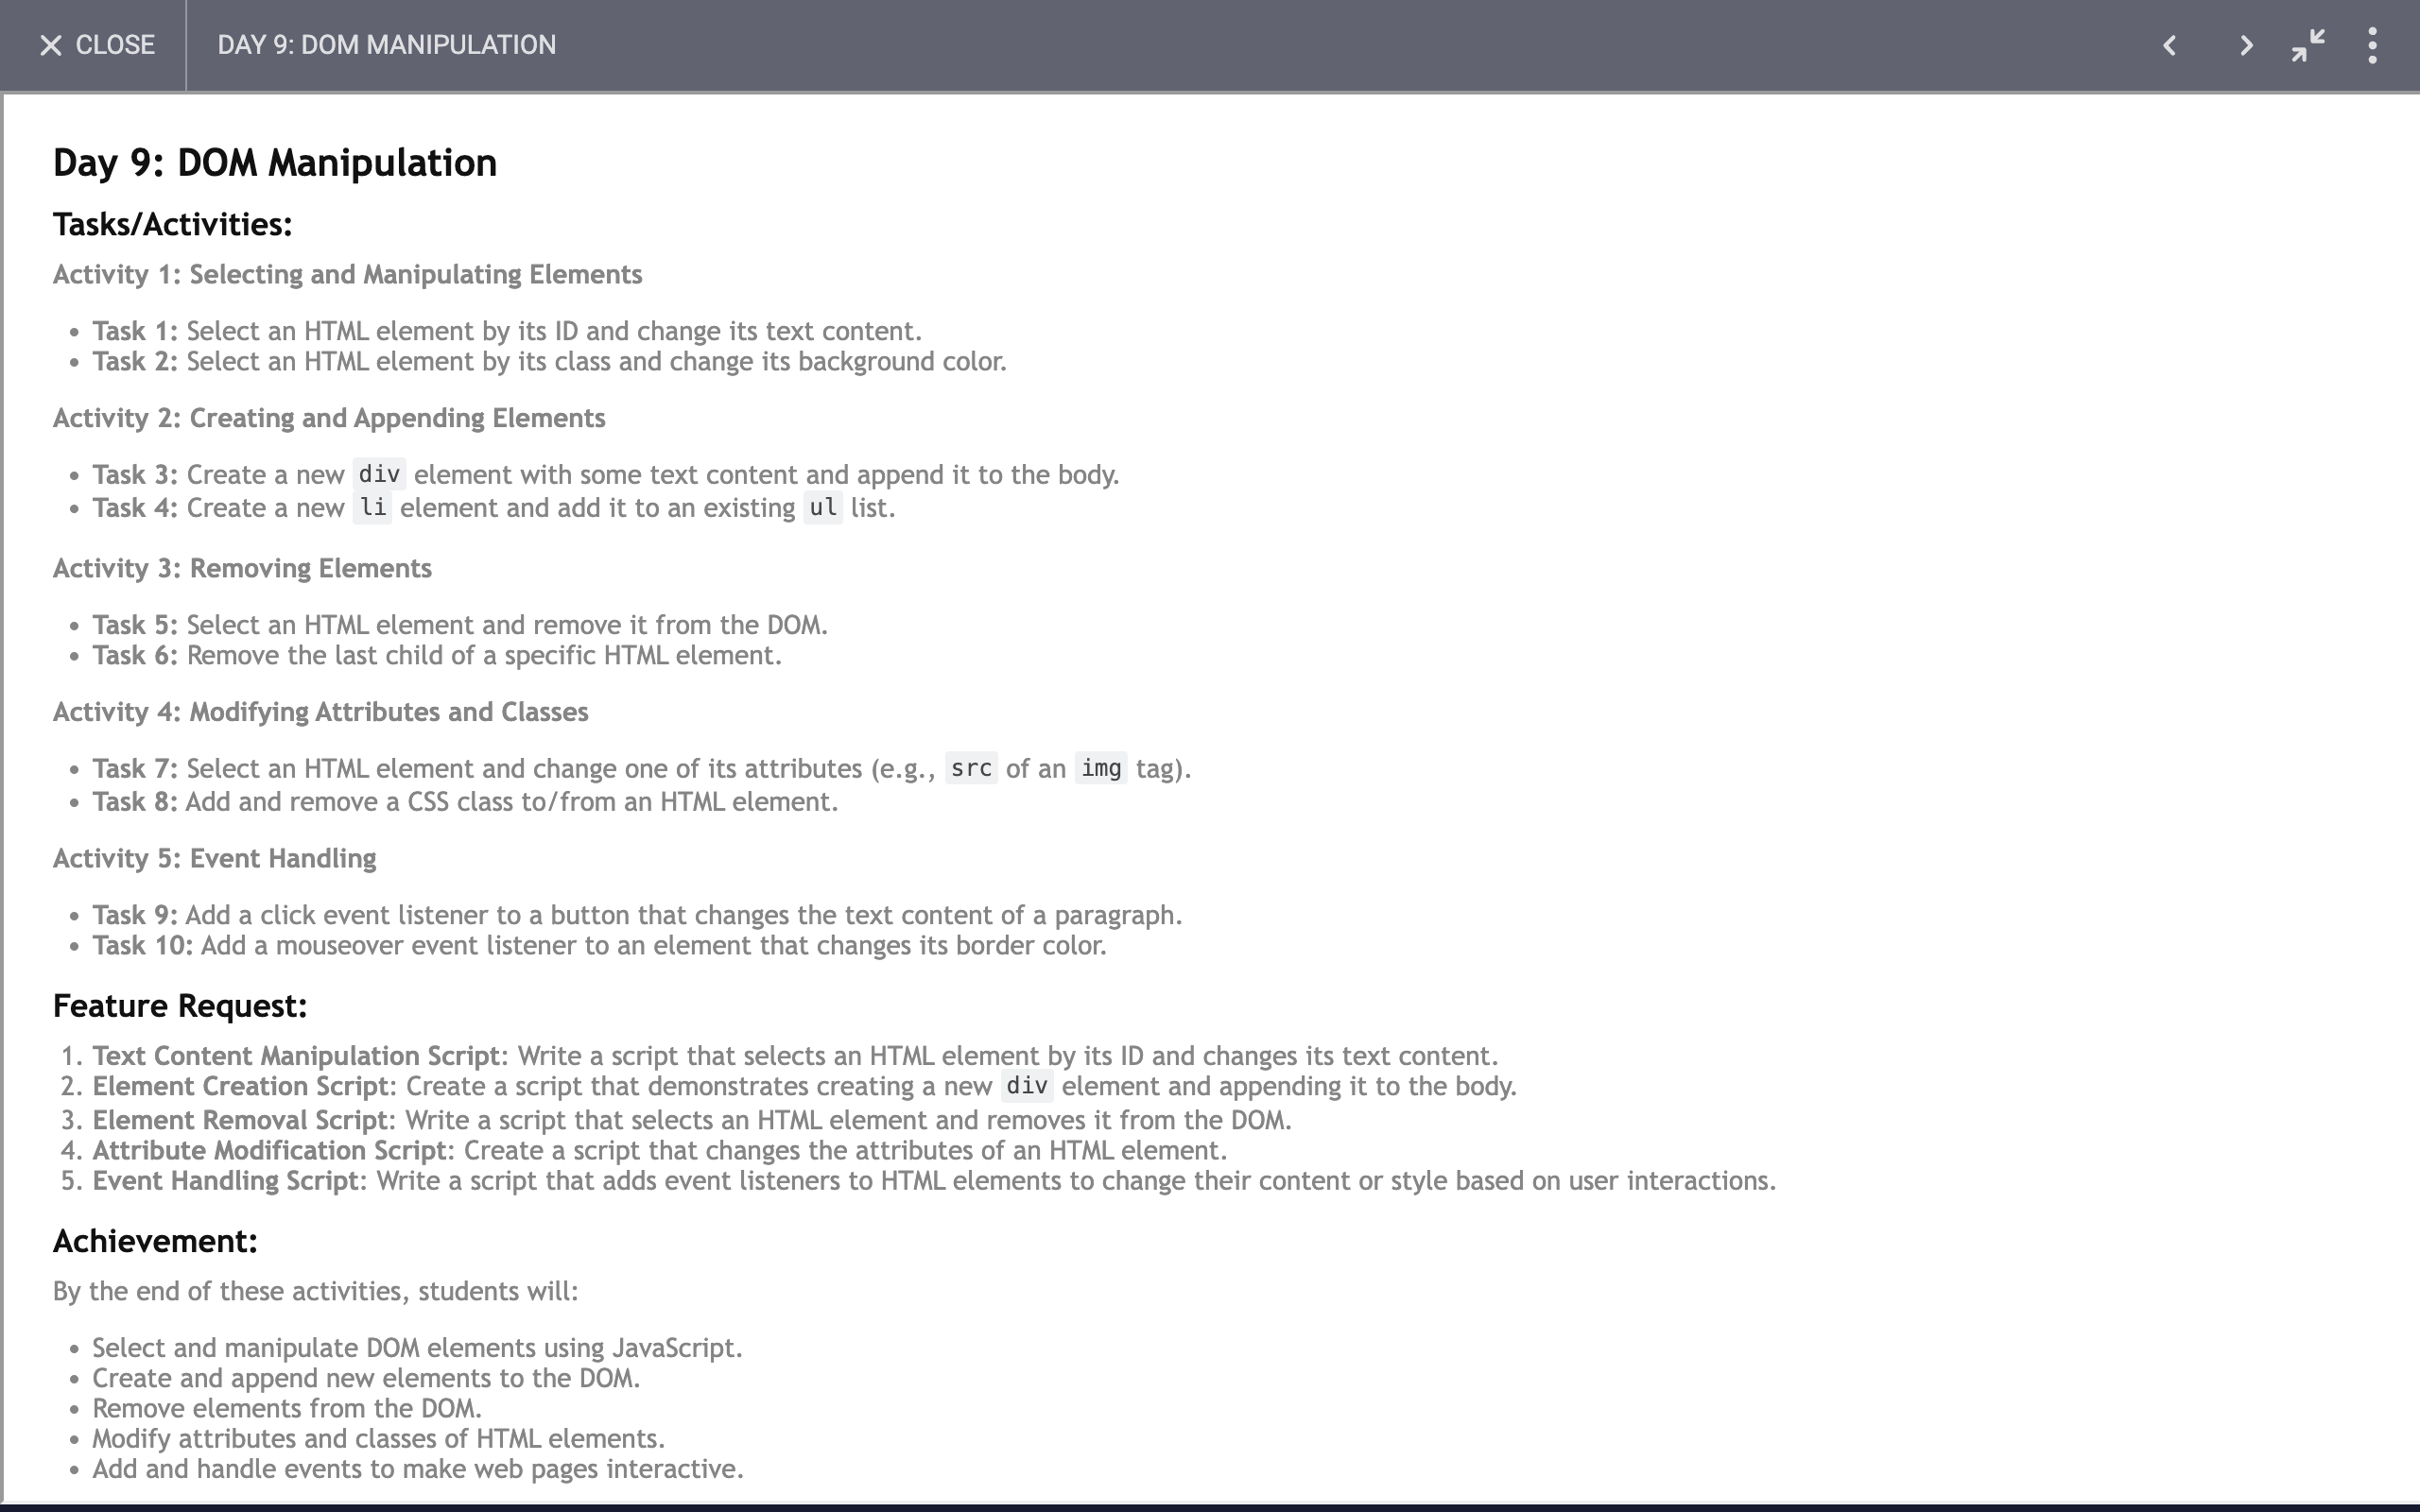 CLOSE
DAY 9: DOM MANIPULATION
Day 9: DOM Manipulation
Tasks/Activities:
Activity 1: Selecting and Manipulating Elements
Task 1: Select an HTML element by its ID and change its text content.
Task 2: Select an HTML element by its class and change its background color.
Activity 2: Creating and Appending Elements
Task 3: Create a new div element with some text content and append it to the body.
Task 4: Create a new li element and add it to an existing ul list.
Activity 3: Removing Elements
Task 5: Select an HTML element and remove it from the DOM.
Task 6: Remove the last child of a specific HTML element.
Activity 4: Modifying Attributes and Classes
Task 7: Select an HTML element and change one of its attributes (e.g., src of an img tag).
Task 8: Add and remove a CSS class to/from an HTML element.
Activity 5: Event Handling
Task 9: Add a click event listener to a button that changes the text content of a paragraph.
Task 10: Add a mouseover event listener to an element that changes its border color.
Feature Request:
1. Text Content Manipulation Script: Write a script that selects an HTML element by its ID and changes its text content.
2. Element Creation Script: Create a script that demonstrates creating a new div element and appending it to the body.
3. Element Removal Script: Write a script that selects an HTML element and removes it from the DOM.
4. Attribute Modification Script: Create a script that changes the attributes of an HTML element.
5. Event Handling Script: Write a script that adds event listeners to HTML elements to change their content or style based on user interactions.
Achievement:
By the end of these activities, students will:
Select and manipulate DOM elements using JavaScript.
Create and append new elements to the DOM.
Remove elements from the DOM.
Modify attributes and classes of HTML elements.
Add and handle events to make web pages interactive.